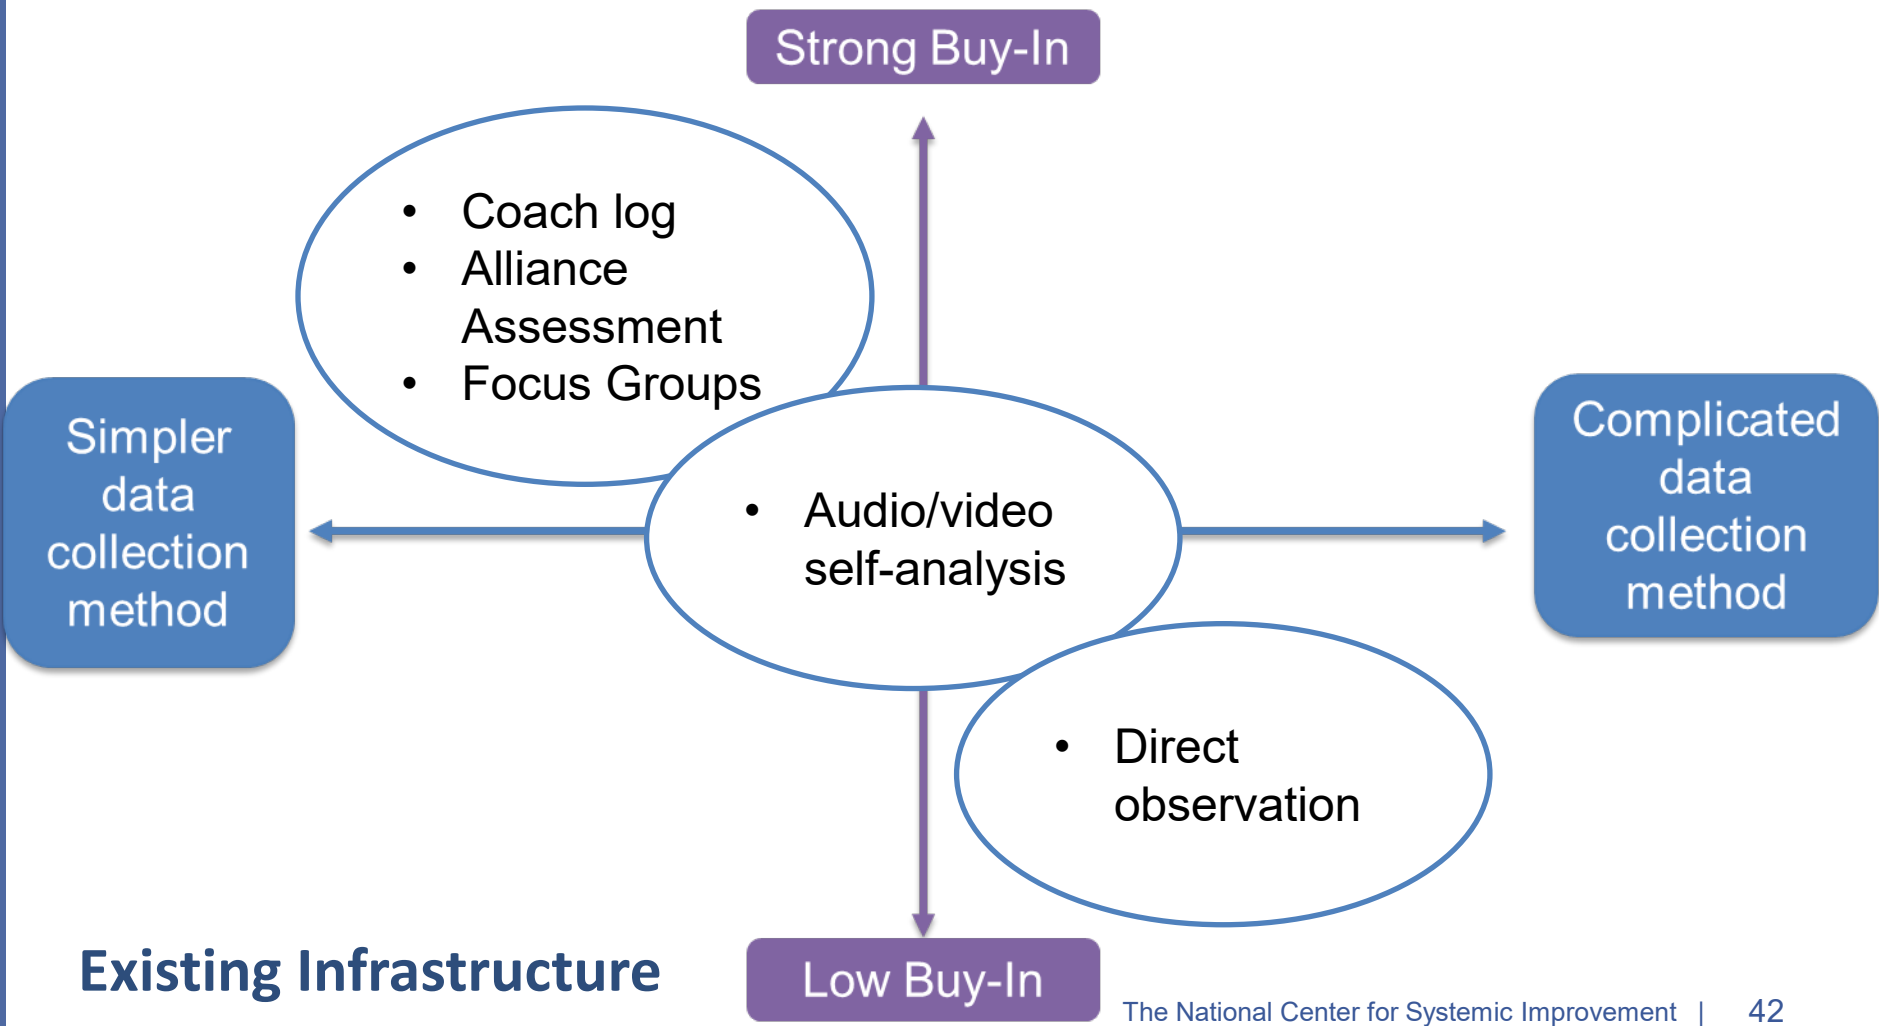 Strong Buy-In
• Coach log
• Alliance
Assessment
• Focus Groups
Simpler
data
collection
method
Complicated
data
collection
method
• Audio/video
self-analysis
• Direct
observation
Existing Infrastructure
Low Buy-In
The National Center for Systemic Improvement | 42